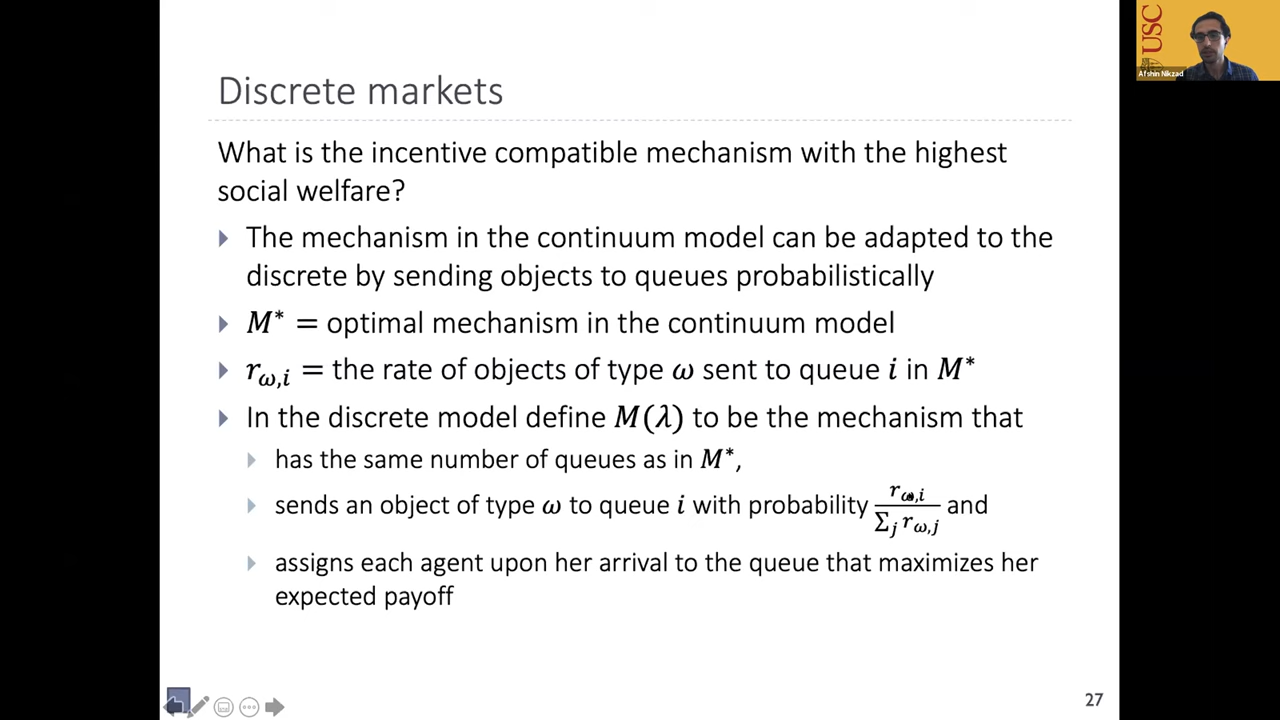 USC
Afshin Nikzad
Discrete markets
What is the incentive compatible mechanism with the highest
social welfare?
The mechanism in the continuum model can be adapted to the
discrete by sending objects to queues probabilistically
M* = optimal mechanism in the continuum model
r_{ω,i} = the rate of objects of type ω sent to queue i in M*
In the discrete model define M(λ) to be the mechanism that
has the same number of queues as in M*,
sends an object of type ω to queue i with probability r_{ω,i} / ∑_j r_{ω,j} and
assigns each agent upon her arrival to the queue that maximizes her
expected payoff
27